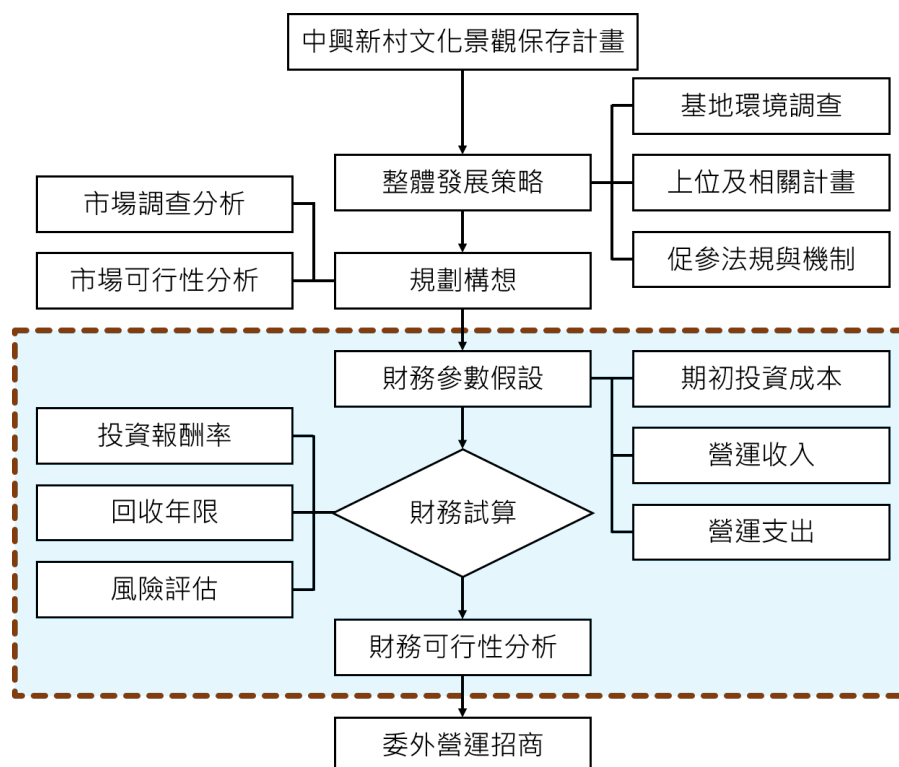 中興新村文化景觀保存計畫
基地環境調查
整體發展策略
上位及相關計畫
市場調查分析
促參法規與機制
市場可行性分析
規劃構想
財務參數假設
期初投資成本
投資報酬率
營運收入
回收年限
財務試算
營運支出
風險評估
財務可行性分析
委外營運招商